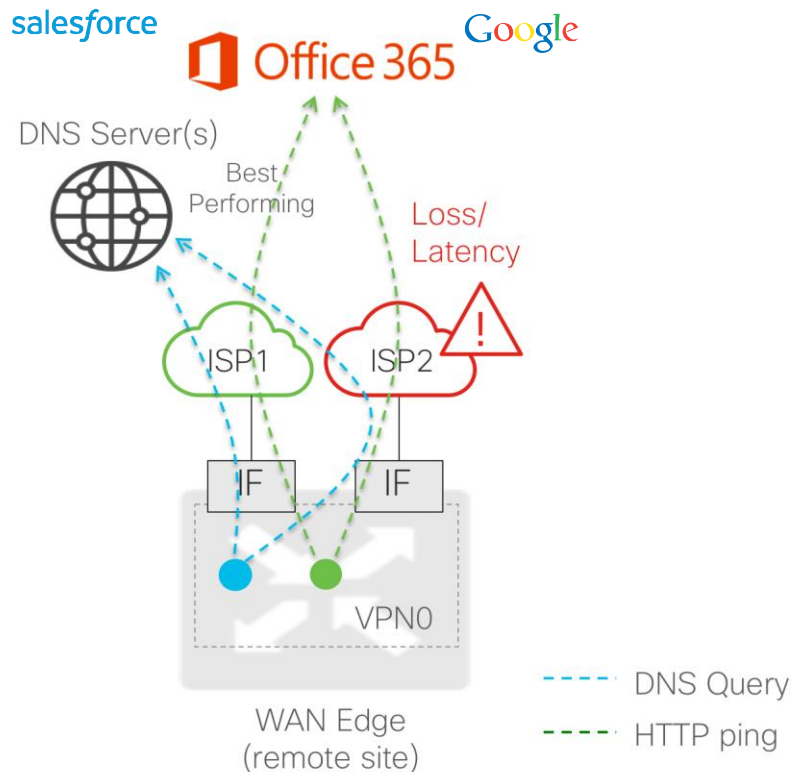 salesforce
Google
Office 365
DNS Server(s)
Best
Performing
Loss/
Latency
!
ISP1
ISP2
IF
IF
VPN0
WAN Edge
(remote site)
DNS Query
HTTP ping